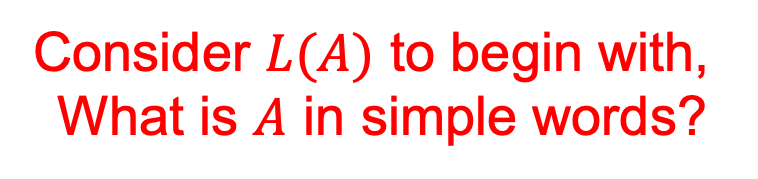 Consider L(A) to begin with,
What is A in simple words?